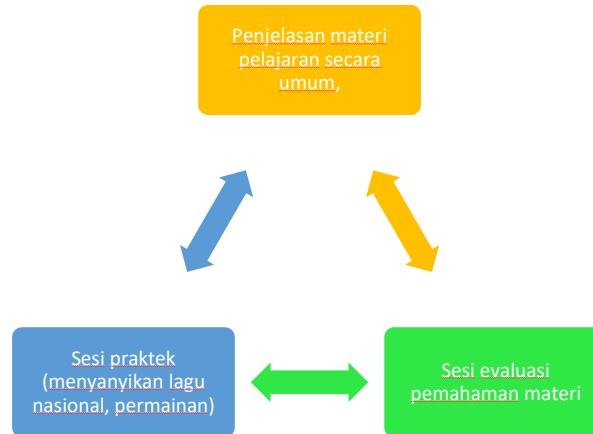 Penjelasan materi
pelajaran secara
umum,
Sesi praktek
(menyanyikan lagu
nasional, permainan)
Sesi evaluasi
pemahaman materi